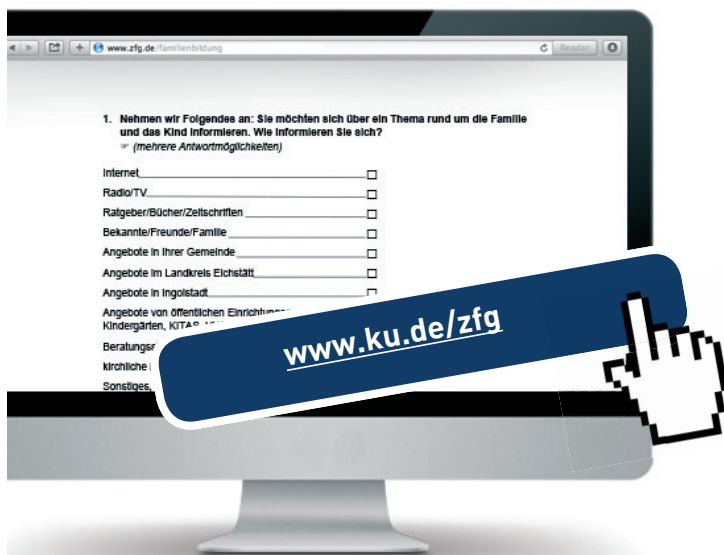 www.zfg.de/familienbildung
Reader
1. Nehmen wir Folgendes an: Sie möchten sich über ein Thema rund um die Familie
und das Kind informieren. Wie informieren Sie sich?
☞ (mehrere Antwortmöglichkeiten)
Internet
Radio/TV
Ratgeber/Bücher/Zeitschriften
Bekannte/Freunde/Familie
Angebote in Ihrer Gemeinde
Angebote im Landkreis Eichstätt
Angebote in Ingolstadt
Angebote von öffentlichen
Kindergärten, KITAS,
kirchliche
Sonstiges,
www.ku.de/zfg